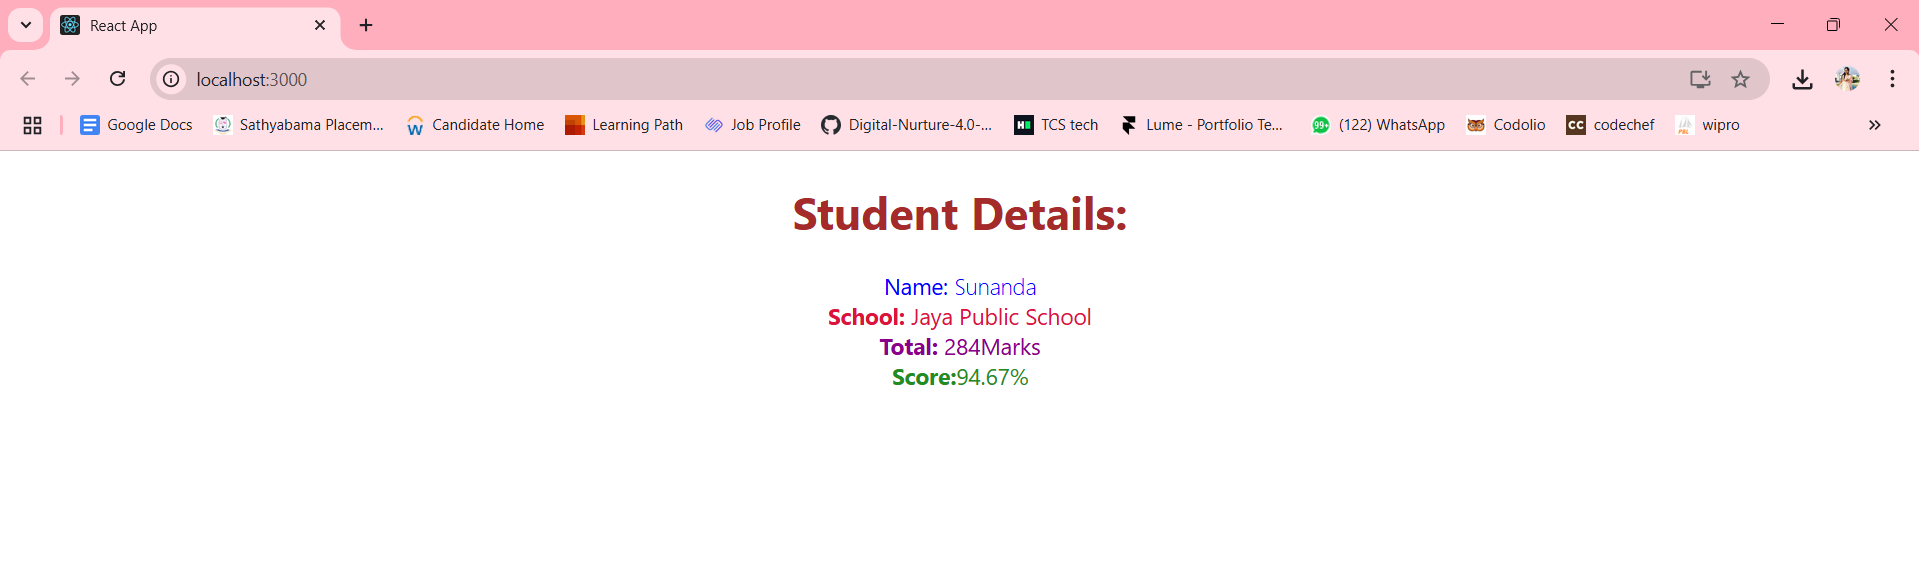 React App
localhost:3000
Google Docs Sathyabama Placem... Candidate Home Learning Path Job Profile Digital-Nurture-4.0-... TCS tech Lume - Portfolio Te... 99+ (122) WhatsApp Codolio CC codechef wipro
Student Details:
Name: Sunanda
School: Jaya Public School
Total: 284Marks
Score:94.67%